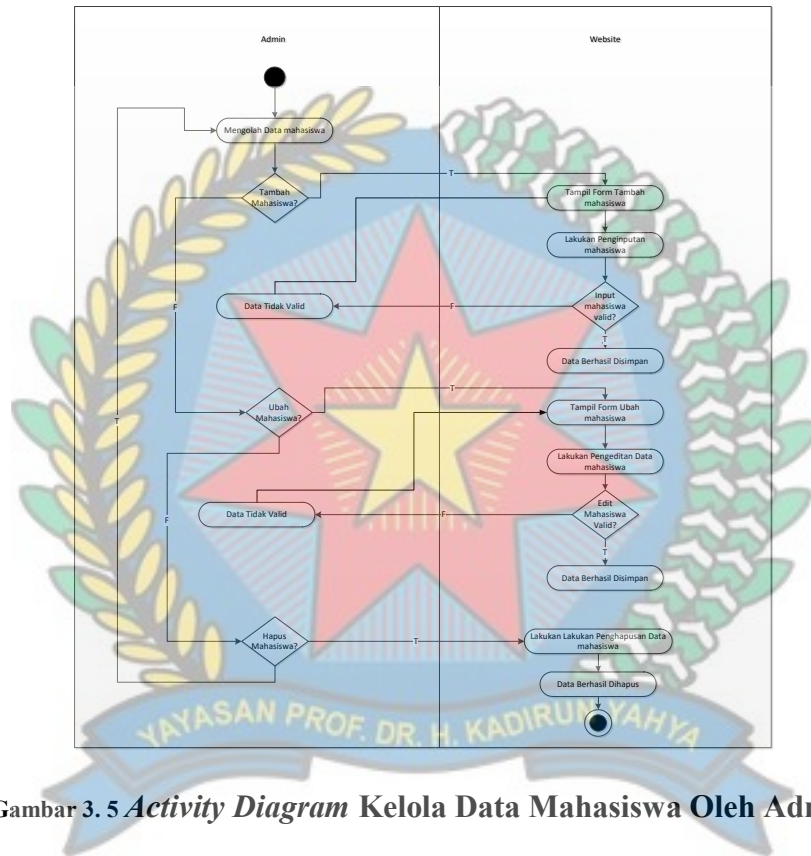 Admin
Website
Mengolah Data mahasiswa
Tambah
Mahasiswa?
T
Tampil Form Tambah
mahasiswa
Lakukan Penginputan
mahasiswa
F
Data Tidak Valid
F
Input
mahasiswa
valid?
T
Data Berhasil Disimpan
T
Ubah
Mahasiswa?
T
Tampil Form Ubah
mahasiswa
Lakukan Pengeditan Data
mahasiswa
F
Data Tidak Valid
F
Edit
Mahasiswa
Valid?
T
Data Berhasil Disimpan
Hapus
Mahasiswa?
T
Lakukan Lakukan Penghapusan Data
mahasiswa
Data Berhasil Dihapus
YAYASAN PROF. DR. H. KADIRUN YAHYA
Gambar 3. 5 Activity Diagram Kelola Data Mahasiswa Oleh